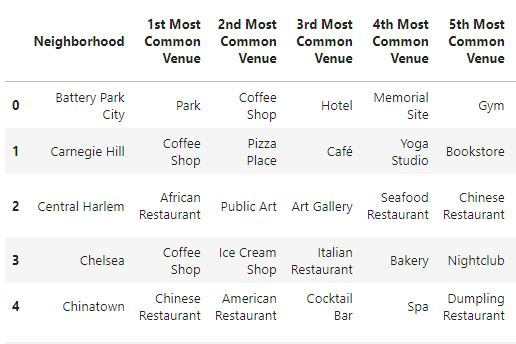 Neighborhood 1st Most Common Venue 2nd Most Common Venue 3rd Most Common Venue 4th Most Common Venue 5th Most Common Venue
0 Battery Park City Park Coffee Shop Hotel Memorial Site Gym
1 Carnegie Hill Coffee Shop Pizza Place Café Yoga Studio Bookstore
2 Central Harlem African Restaurant Public Art Art Gallery Seafood Restaurant Chinese Restaurant
3 Chelsea Coffee Shop Ice Cream Shop Italian Restaurant Bakery Nightclub
4 Chinatown Chinese Restaurant American Restaurant Cocktail Bar Spa Dumpling Restaurant